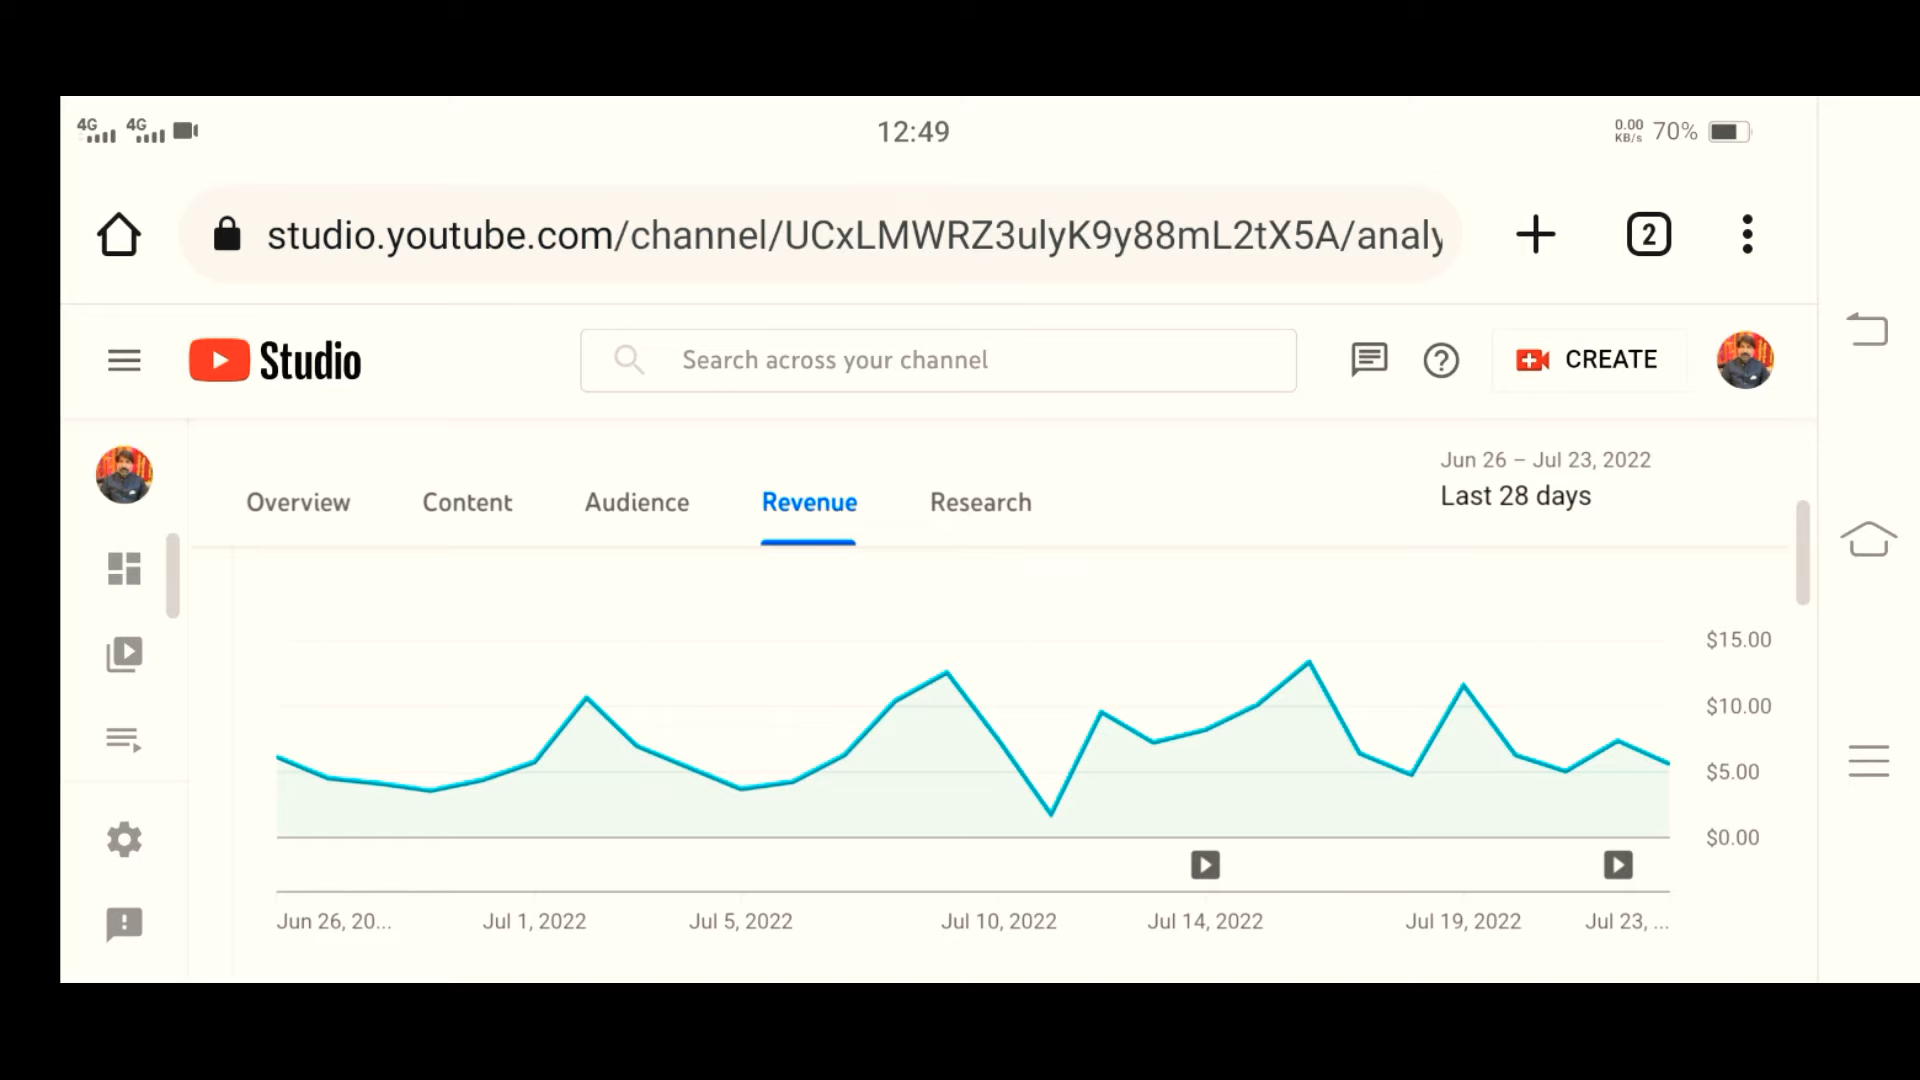 4G 4G 12:49 0.00 KB/s 70%
studio.youtube.com/channel/UCxLMWRZ3ulyK9y88mL2tX5A/analy
2
Studio
Search across your channel
CREATE
Jun 26 – Jul 23, 2022
Last 28 days
Overview Content Audience Revenue Research
$15.00
$10.00
$5.00
$0.00
Jun 26, 20... Jul 1, 2022 Jul 5, 2022 Jul 10, 2022 Jul 14, 2022 Jul 19, 2022 Jul 23, ...